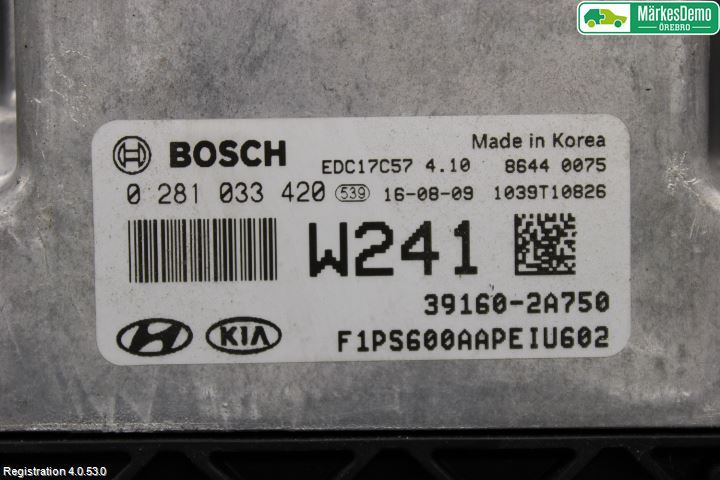 MärkesDemo
ÖREBRO
BOSCH
Made in Korea
EDC17C57 4.10 8644 0075
0 281 033 420 539 16-08-09 1039T10826
W241
39160-2A750
KIA F1PS600AAPEIU602
Registration 4.0.53.0